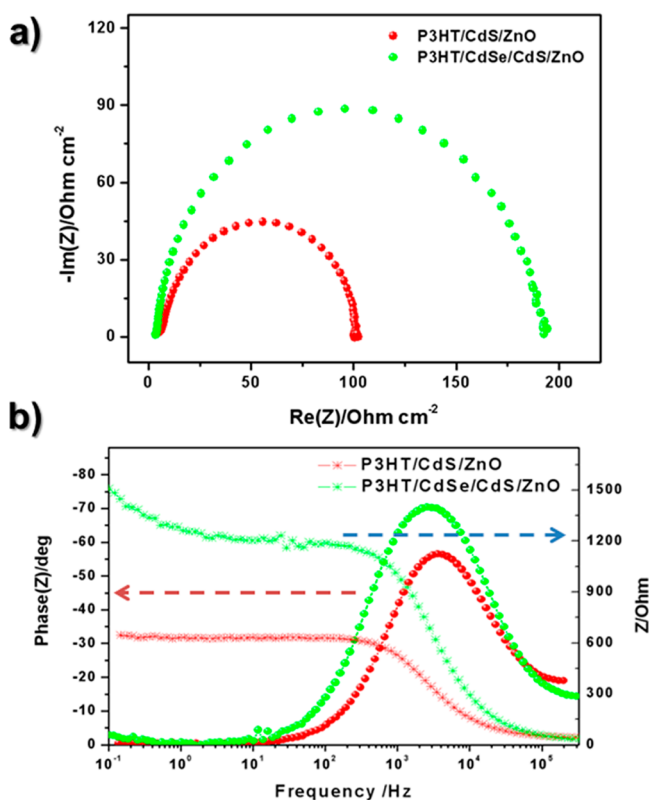 a)
120
90
60
30
0
-Im(Z)/Ohm cm-2
P3HT/CdS/ZnO
P3HT/CdSe/CdS/ZnO
0 50 100 150 200
Re(Z)/Ohm cm-2
b)
-80
-70
-60
-50
-40
-30
-20
-10
0
Phase(Z)/deg
P3HT/CdS/ZnO
P3HT/CdSe/CdS/ZnO
1500
1200
900
600
300
0
Z/Ohm
10-1 100 101 102 103 104 105
Frequency /Hz